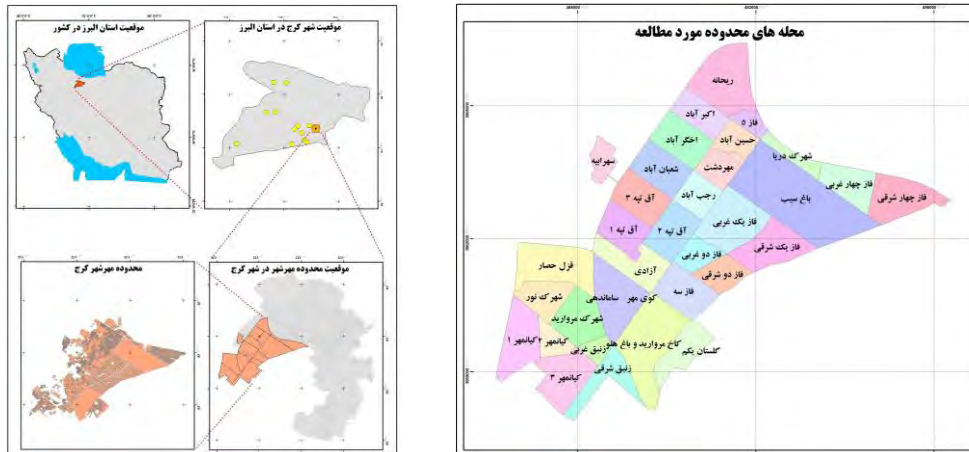 موقعیت استان البرز در کشور
موقعیت شهر کرج در استان البرز
محدوده مهرشهر کرج
موقعیت محدوده مهرشهر در شهر کرج
محله های محدوده مورد مطالعه
ریحانه
اکبر آباد
فاز ۵
اختر آباد
حسین آباد
شهرک دریا
سهرابیه
شعبان آباد
مهردشت
فاز چهار غربی
فاز چهار شرقی
آق تپه ۳
رجب آباد
باغ سیب
آق تپه ۱
آق تپه ۲
فاز یک غربی
فاز یک شرقی
فاز دو غربی
آزادی
فاز دو شرقی
قزل حصار
فاز سه
کوی مهر
ساماندهی
شهرک نور
شهرک مروارید
کیانمهر ۱
کیانمهر ۲
زنبق غربی
کاخ مروارید و باغ هلو
گلستان یکم
زنبق شرقی
کیانمهر ۳